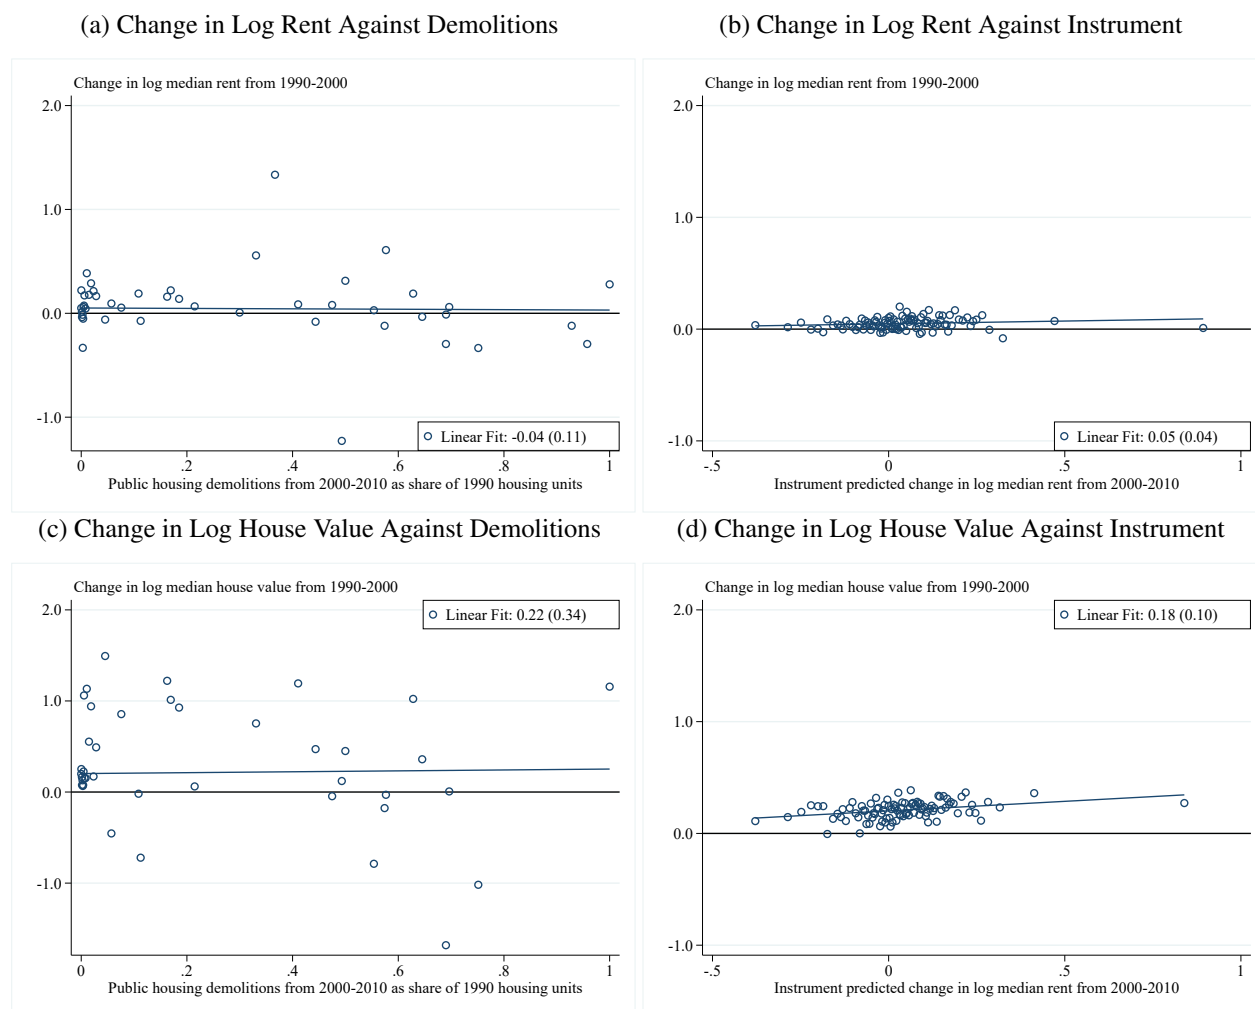 (a) Change in Log Rent Against Demolitions
Change in log median rent from 1990-2000
2.0
1.0
0.0
-1.0
Linear Fit: -0.04 (0.11)
0 .2 .4 .6 .8 1
Public housing demolitions from 2000-2010 as share of 1990 housing units
(b) Change in Log Rent Against Instrument
Change in log median rent from 1990-2000
2.0
1.0
0.0
-1.0
Linear Fit: 0.05 (0.04)
-.5 0 .5 1
Instrument predicted change in log median rent from 2000-2010
(c) Change in Log House Value Against Demolitions
Change in log median house value from 1990-2000
2.0
Linear Fit: 0.22 (0.34)
1.0
0.0
-1.0
0 .2 .4 .6 .8 1
Public housing demolitions from 2000-2010 as share of 1990 housing units
(d) Change in Log House Value Against Instrument
Change in log median house value from 1990-2000
2.0
Linear Fit: 0.18 (0.10)
1.0
0.0
-1.0
-.5 0 .5 1
Instrument predicted change in log median rent from 2000-2010